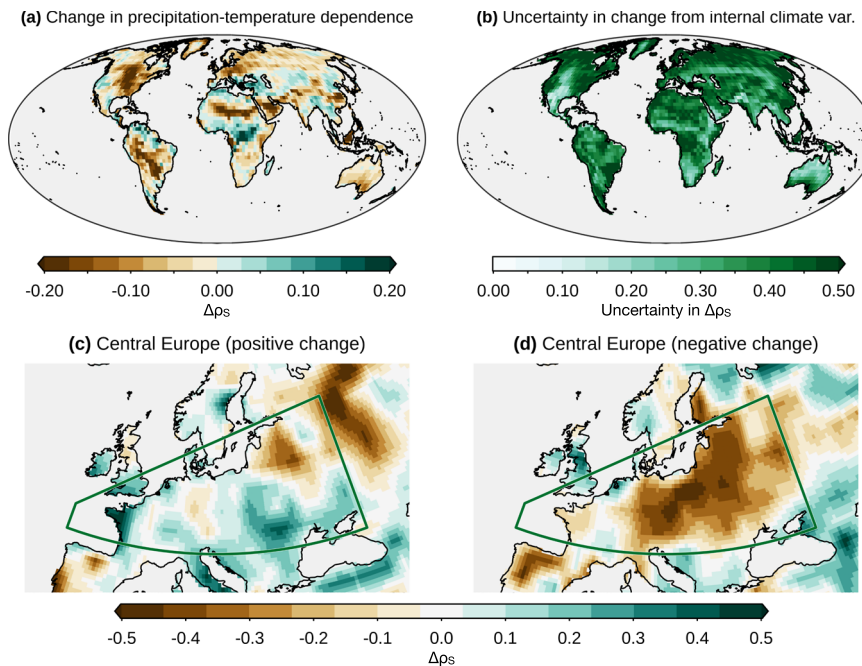 (a) Change in precipitation-temperature dependence
(b) Uncertainty in change from internal climate var.
-0.20 -0.10 0.00 0.10 0.20
ΔρS
0.00 0.10 0.20 0.30 0.40 0.50
Uncertainty in ΔρS
(c) Central Europe (positive change)
(d) Central Europe (negative change)
-0.5 -0.4 -0.3 -0.2 -0.1 0.0 0.1 0.2 0.3 0.4 0.5
ΔρS